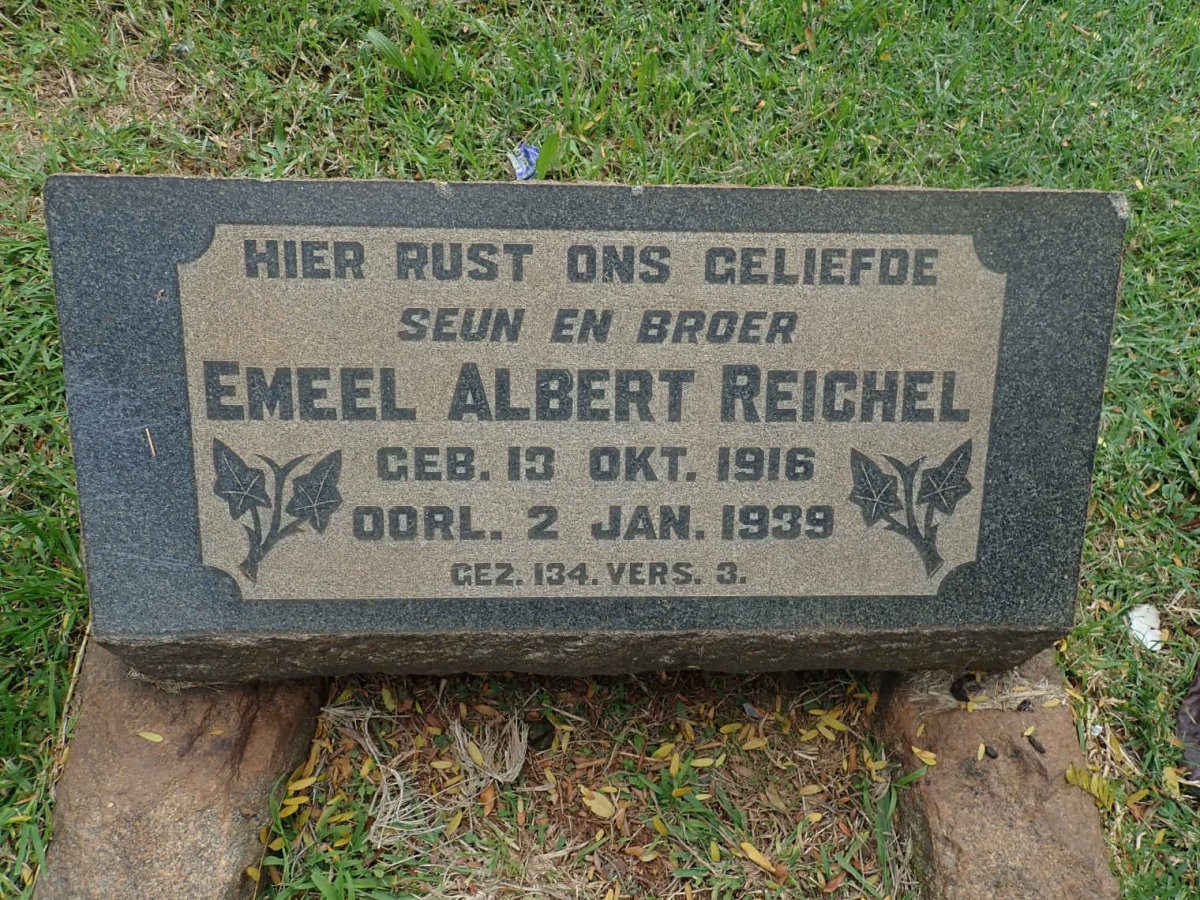 HIER RUST ONS GELIEFDE
SEUN EN BROER
EMEEL ALBERT REICHEL
GEB. 13 OKT. 1916
OORL. 2 JAN. 1939
GEZ. 134. VERS. 3.